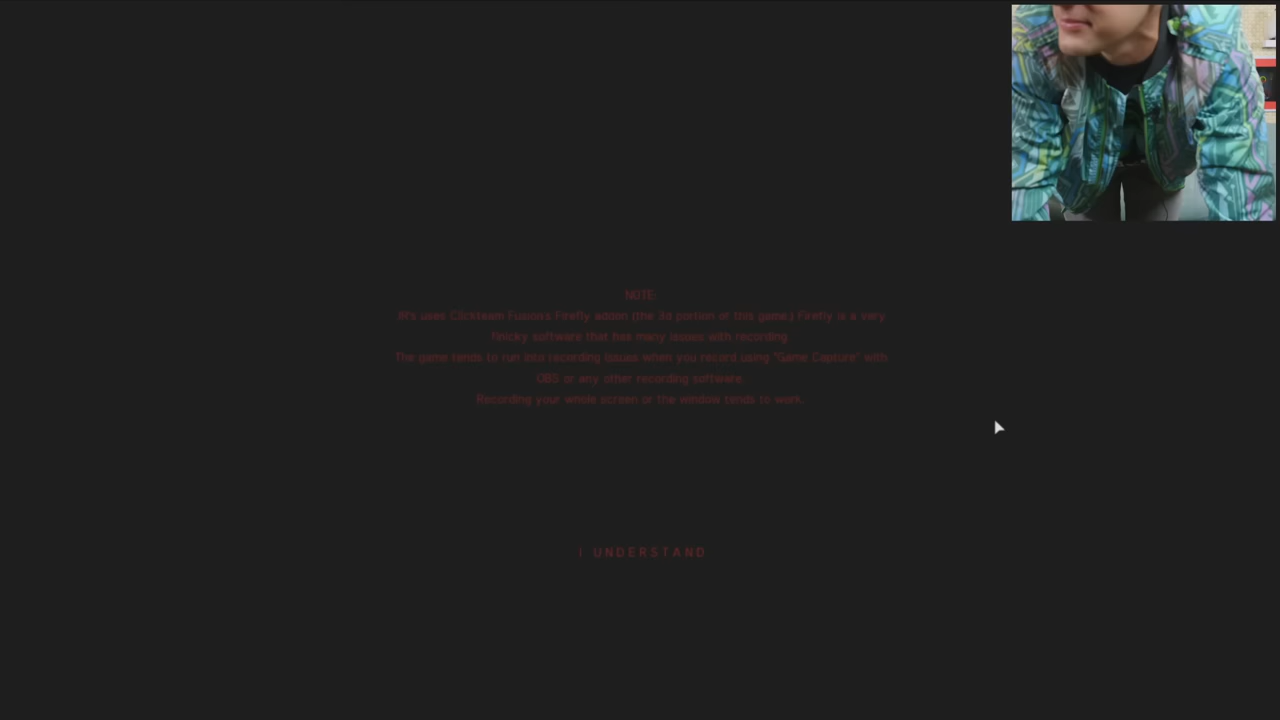 NOTE:
IR's uses Clickteam Fusion's Firefly addon (the 3d portion of this game.) Firefly is a very
finicky software that has many issues with recording.
The game tends to run into recording issues when you record using "Game Capture" with
OBS or any other recording software.
Recording your whole screen or the window tends to work.
I UNDERSTAND